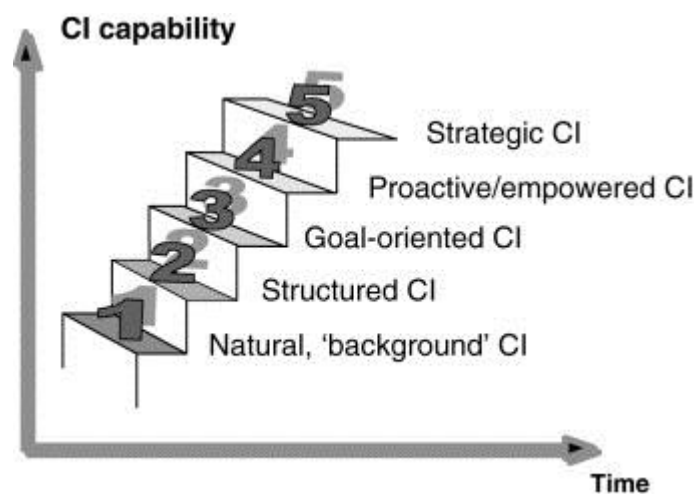 CI capability
5
Strategic CI
4
Proactive/empowered CI
3
Goal-oriented CI
2
Structured CI
1
Natural, ‘background’ CI
Time